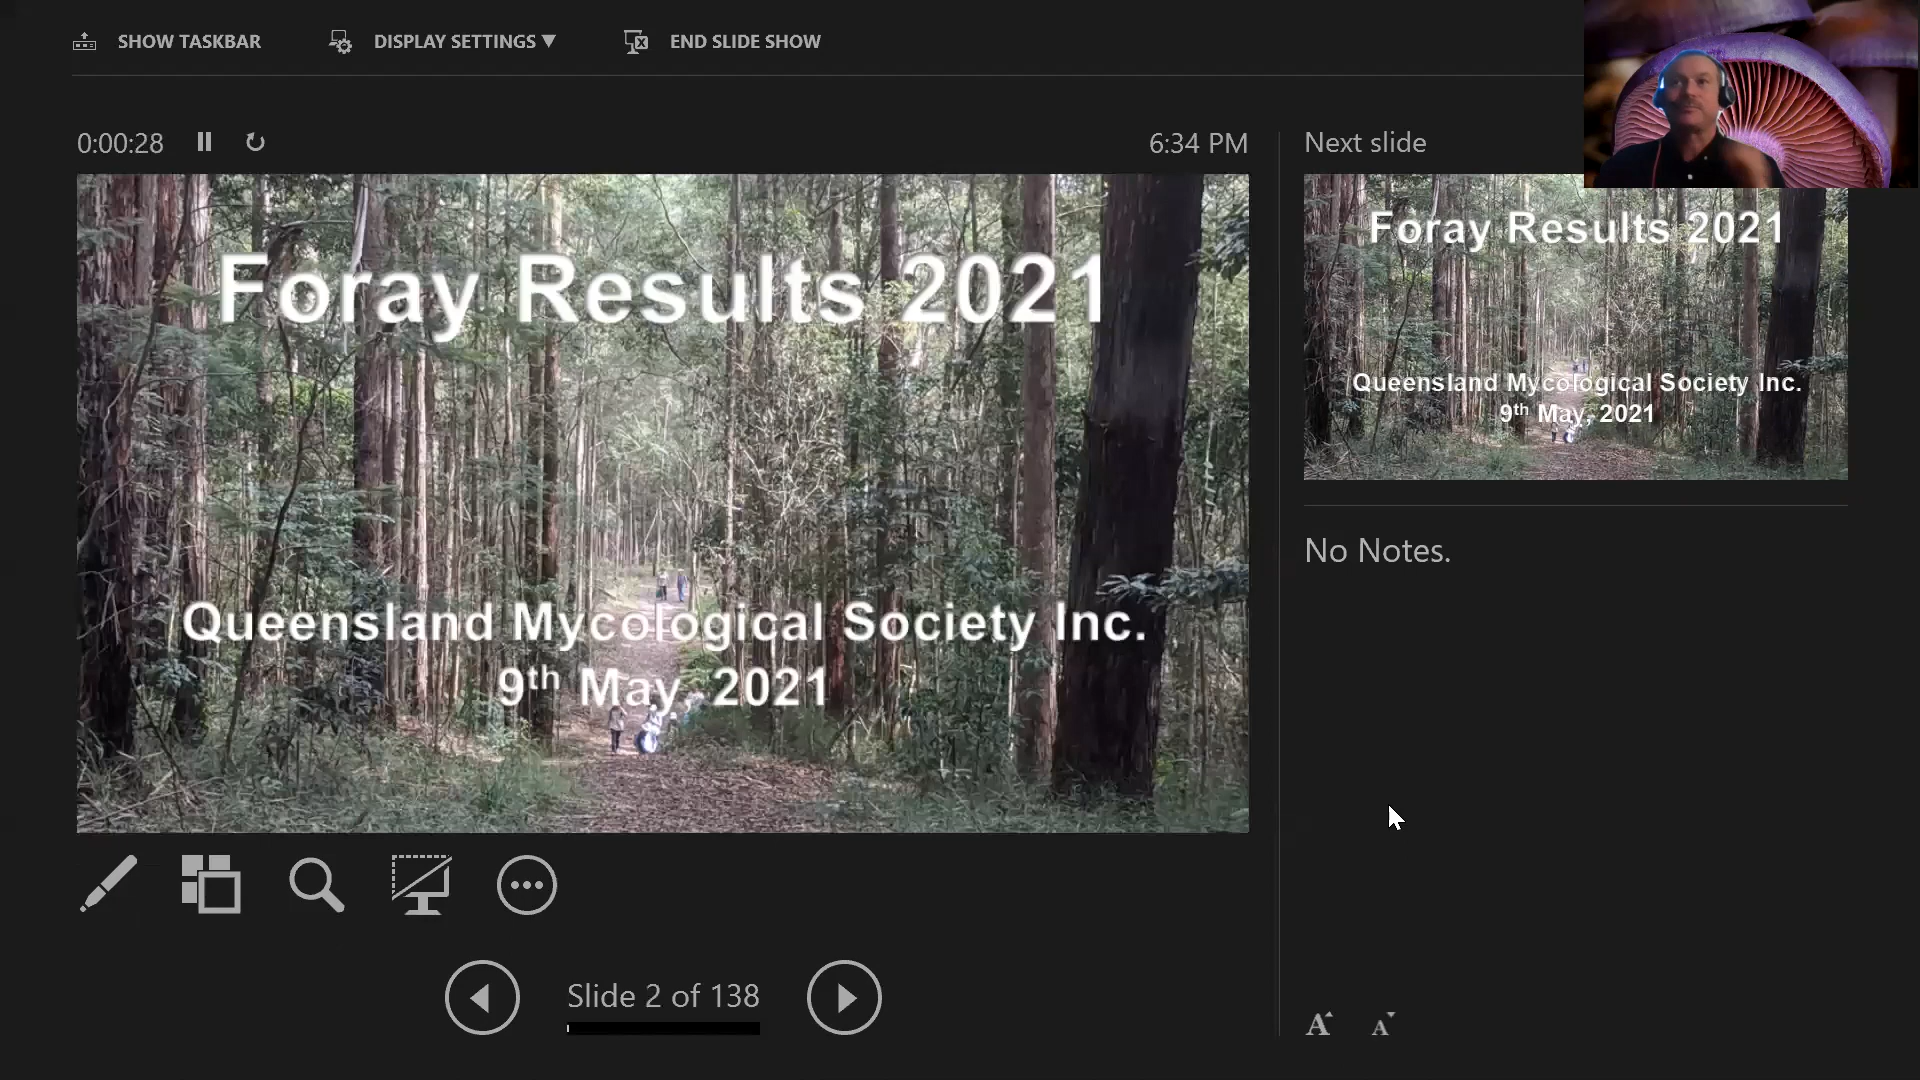 SHOW TASKBAR
DISPLAY SETTINGS ▼
END SLIDE SHOW
0:00:28
6:34 PM
Next slide
Foray Results 2021
Queensland Mycological Society Inc.
9th May, 2021
Foray Results 2021
Queensland Mycological Society Inc.
9th May, 2021
No Notes.
Slide 2 of 138
A A